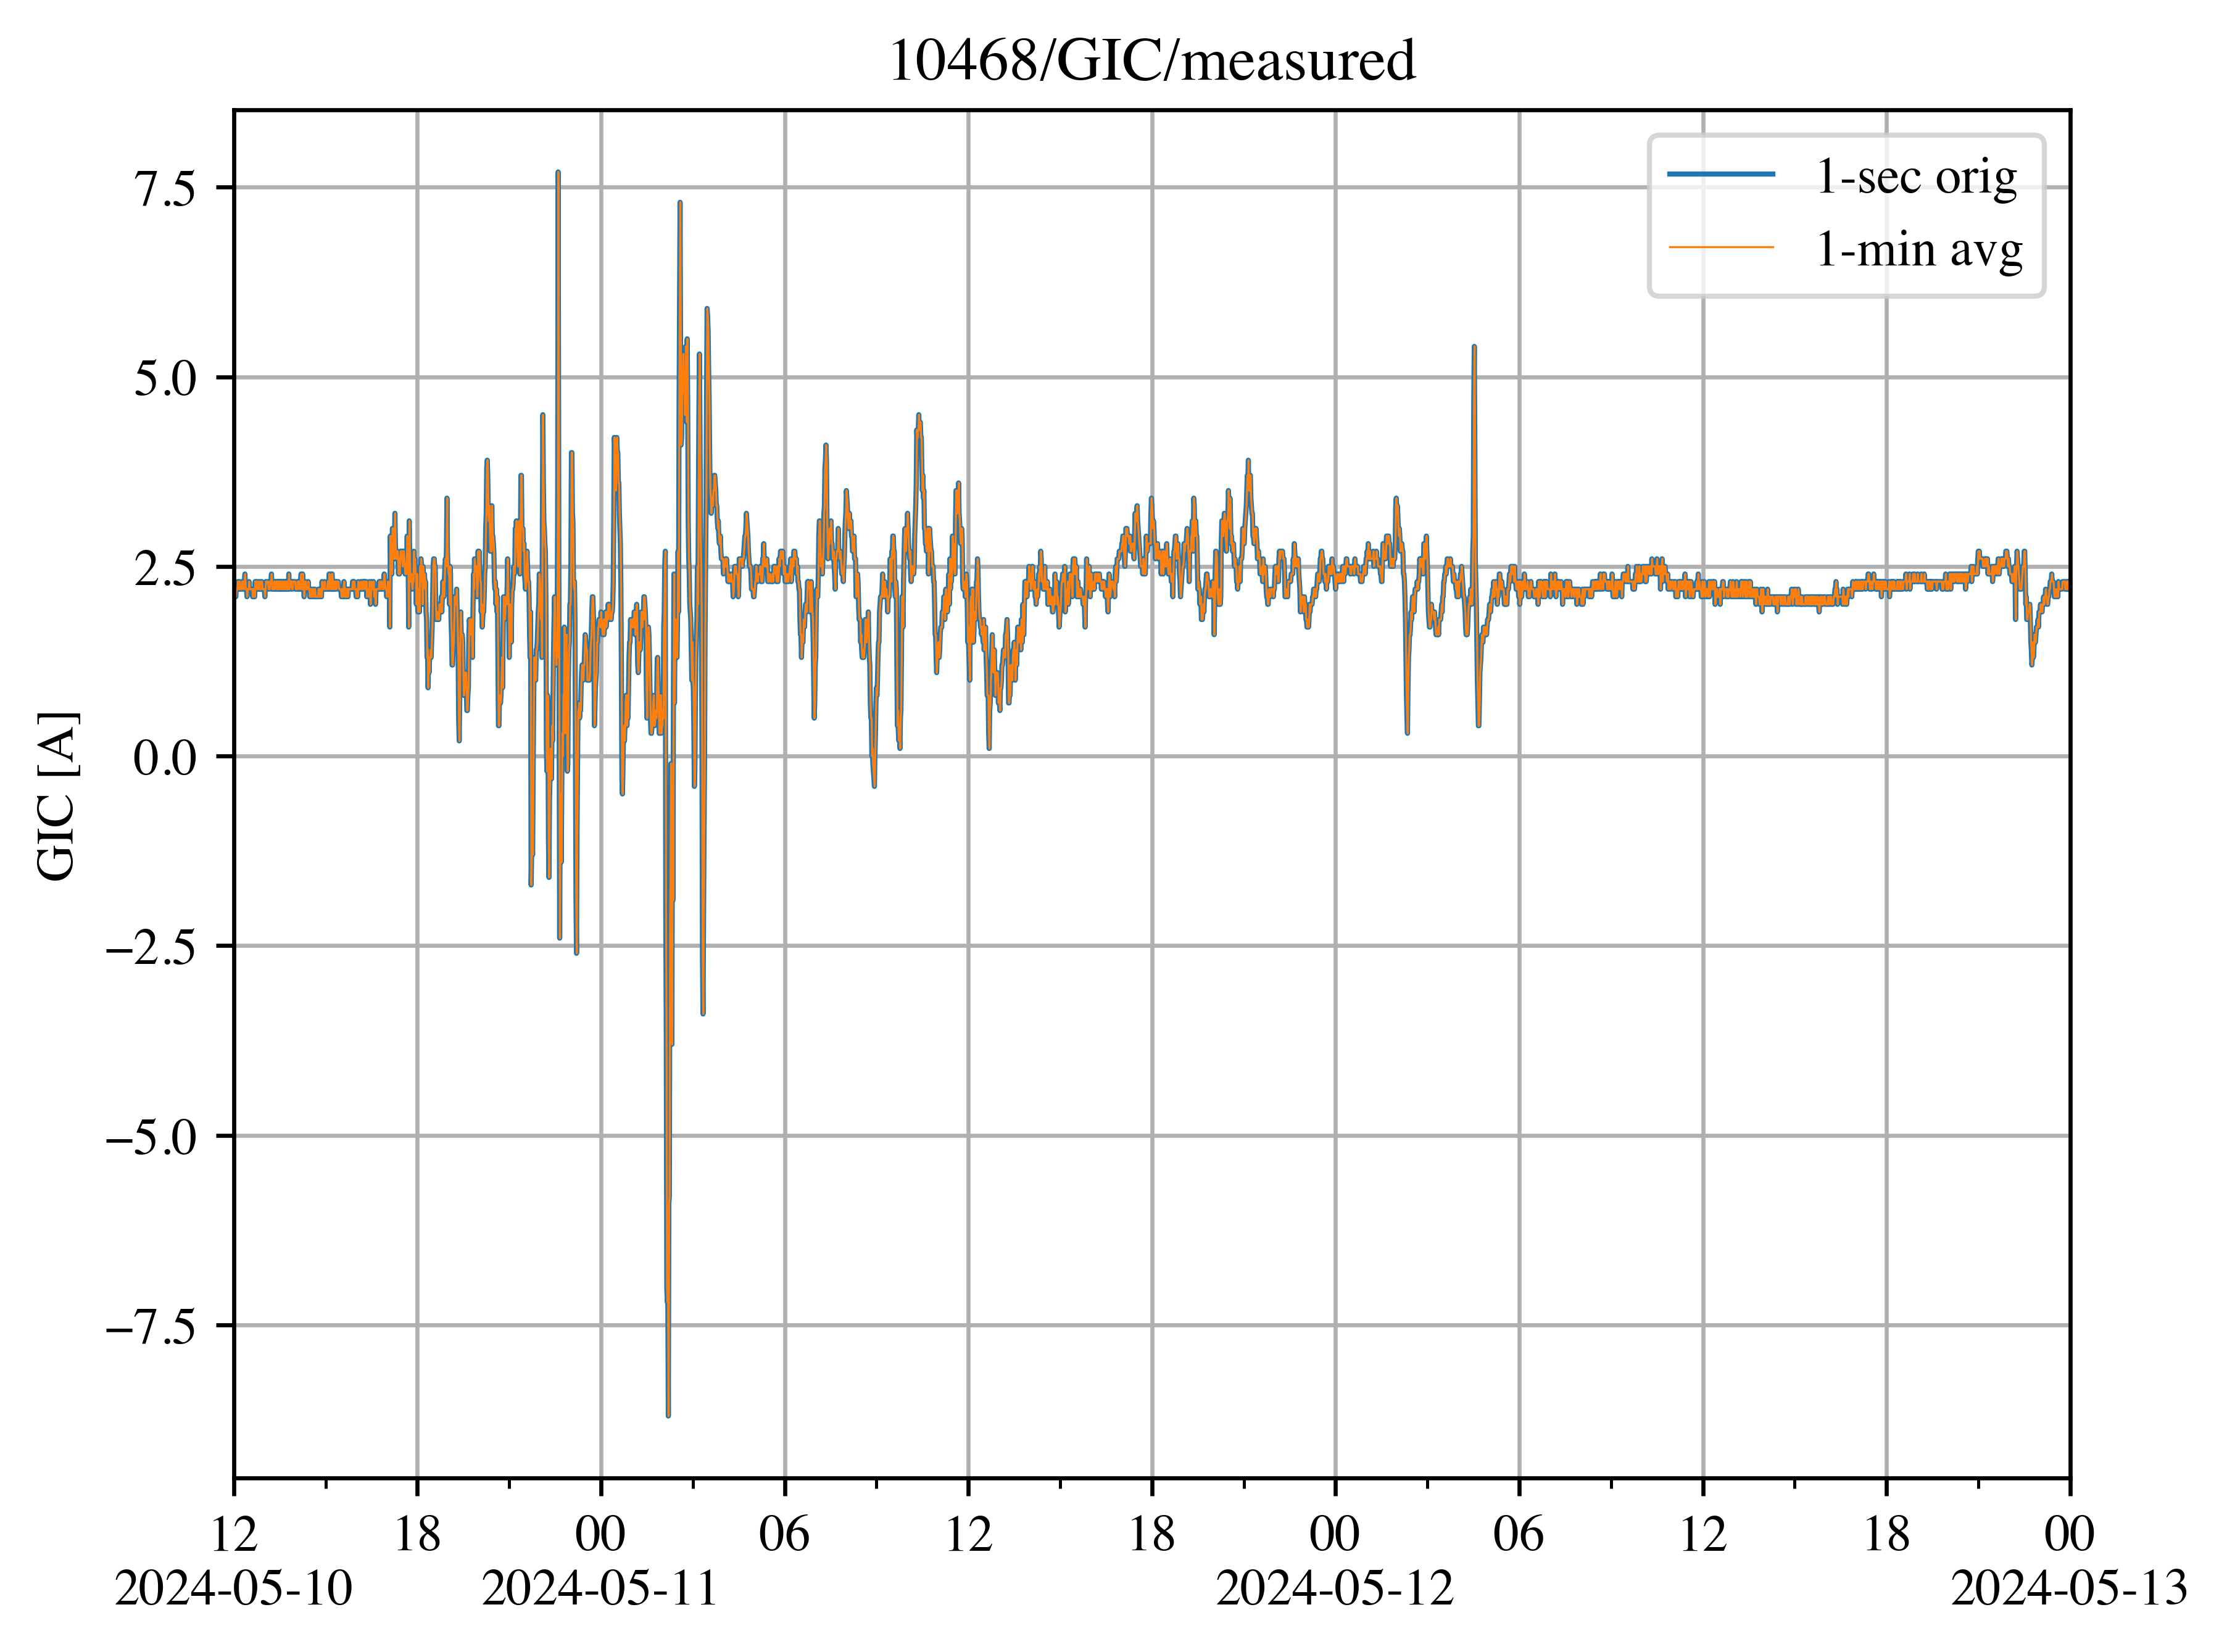 10468/GIC/measured
1-sec orig
1-min avg
7.5
5.0
2.5
0.0
−2.5
−5.0
−7.5
GIC [A]
12 18 00 06 12 18 00 06 12 18 00
2024-05-10 2024-05-11 2024-05-12 2024-05-13